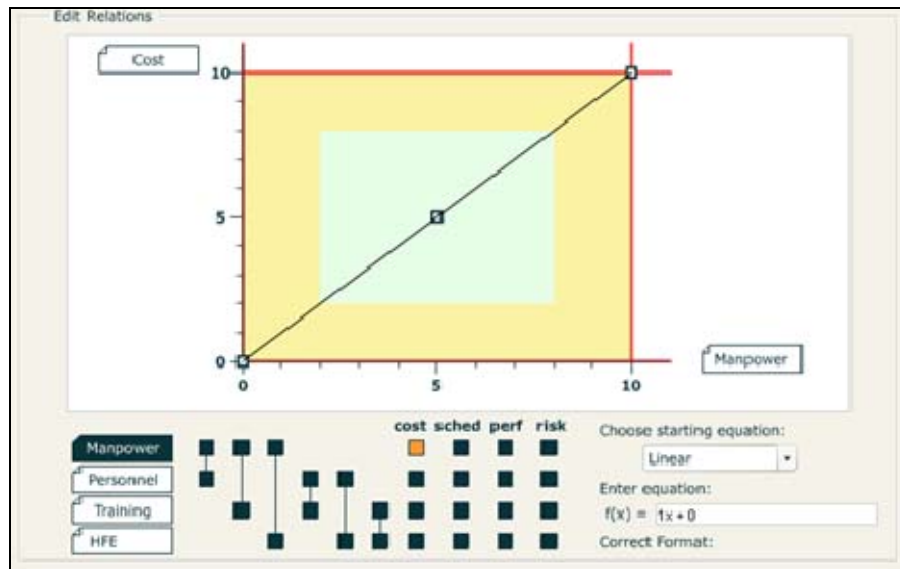 Edit Relations
Cost
10
5
0
0 5 10
Manpower
cost sched perf risk
Manpower
Personnel
Training
HFE
Choose starting equation:
Linear
Enter equation:
f(x) = 1x + 0
Correct Format: